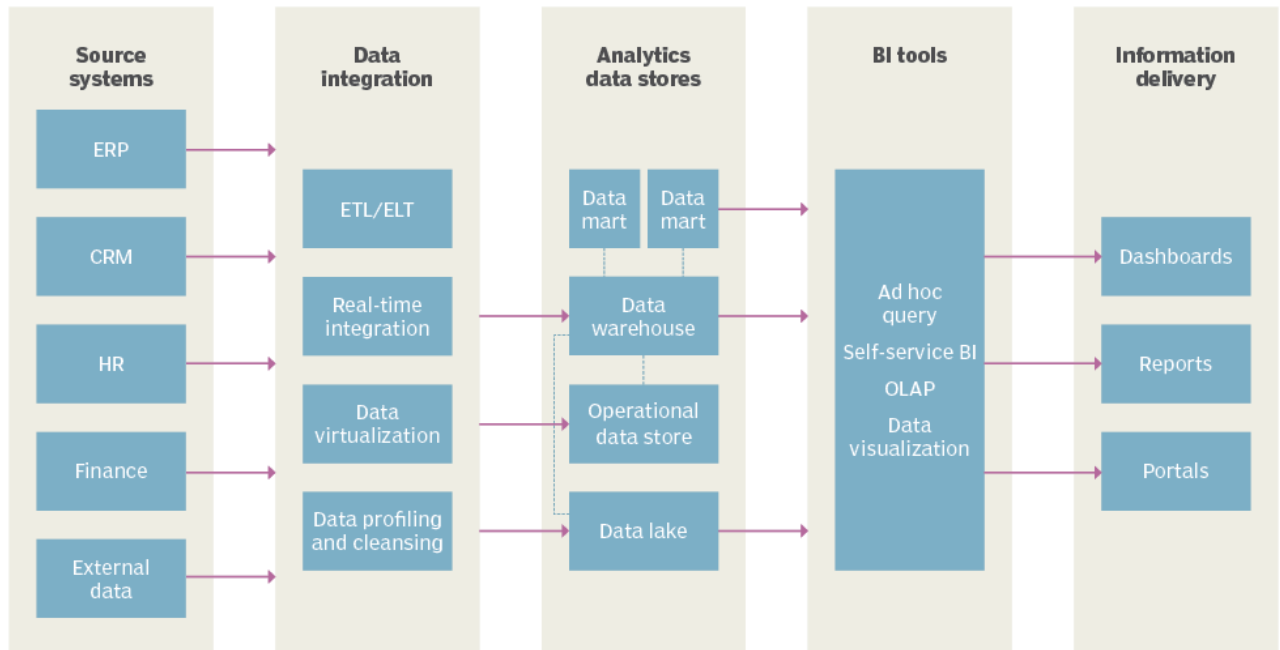 Source
systems
ERP
CRM
HR
Finance
External
data
Data
integration
ETL/ELT
Real-time
integration
Data
virtualization
Data profiling
and cleansing
Analytics
data stores
Data
mart
Data
mart
Data
warehouse
Operational
data store
Data lake
BI tools
Ad hoc
query
Self-service BI
OLAP
Data
visualization
Information
delivery
Dashboards
Reports
Portals